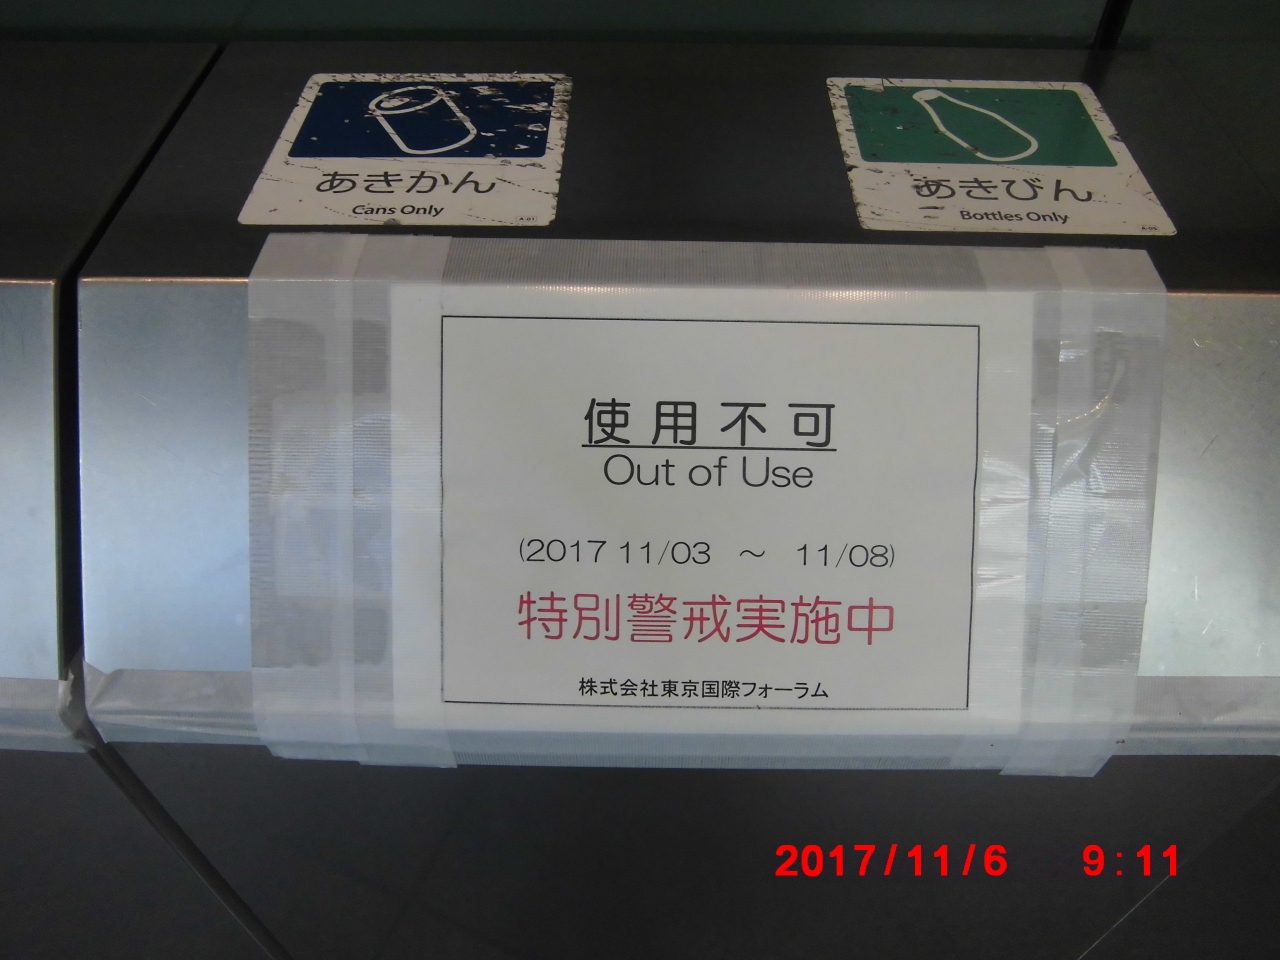 あきかん
Cans Only
A-01
あきびん
Bottles Only
使用不可
Out of Use
(2017 11/03 ～ 11/08)
特別警戒実施中
株式会社東京国際フォーラム
2017/11/6 9:11